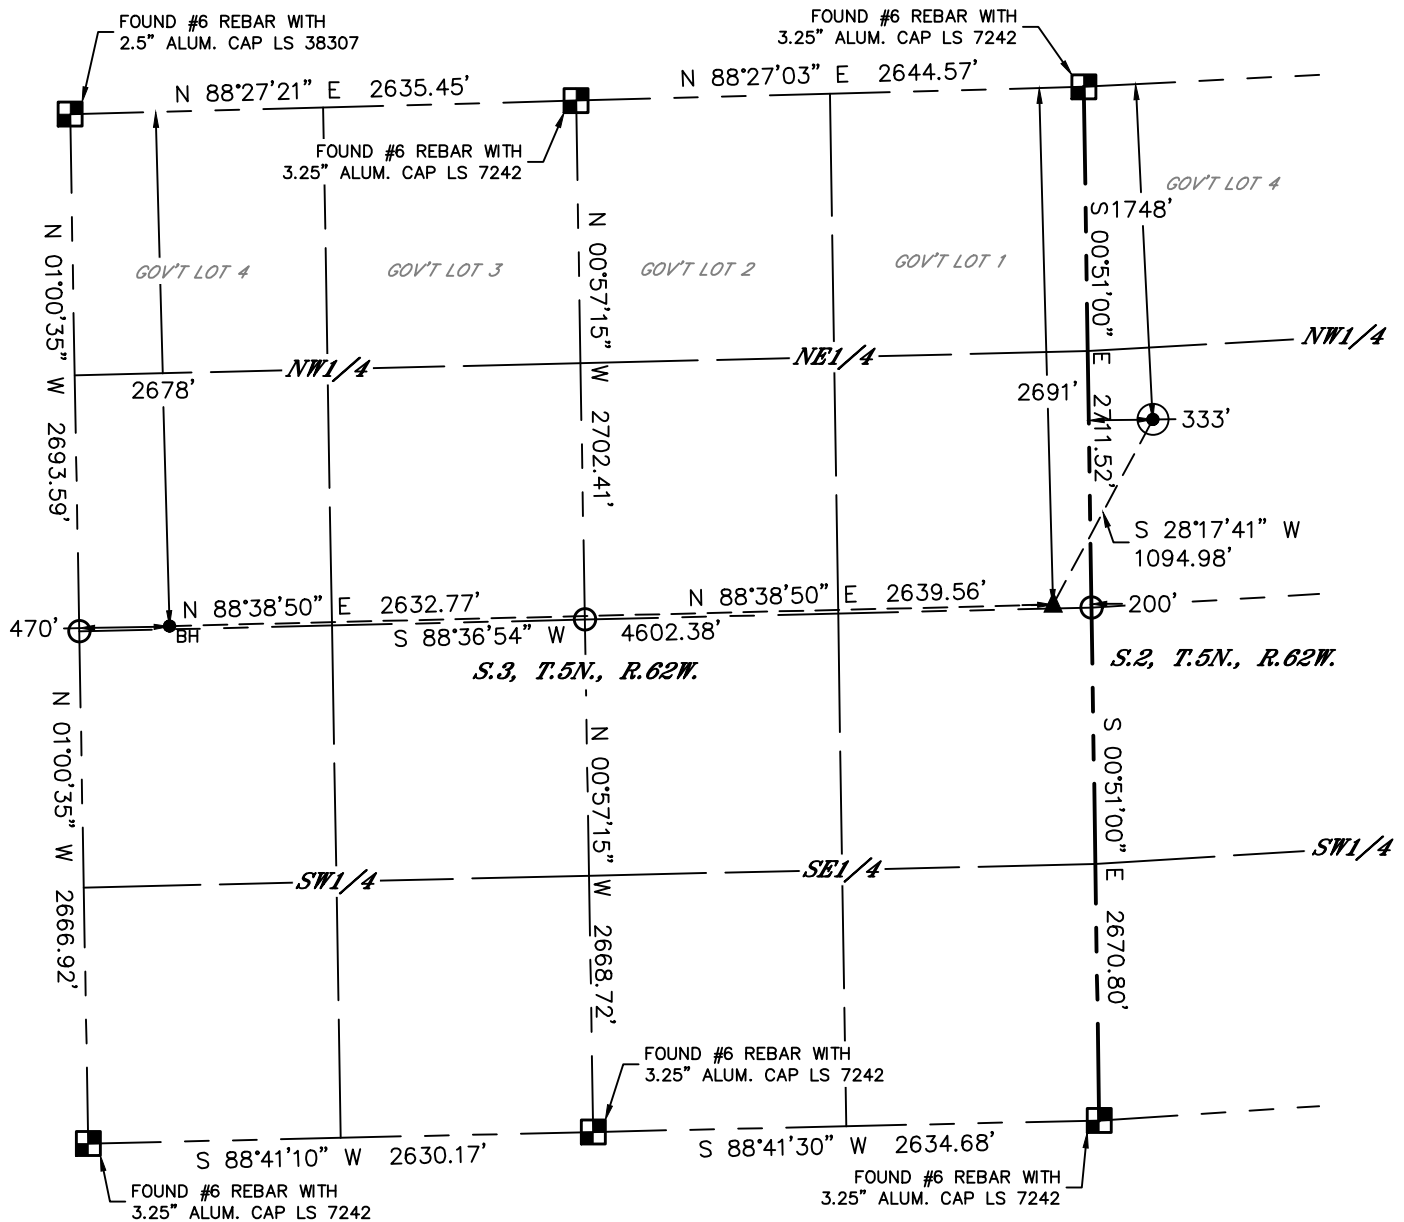 FOUND #6 REBAR WITH
2.5" ALUM. CAP LS 38307
FOUND #6 REBAR WITH
3.25" ALUM. CAP LS 7242
N 88°27'21" E 2635.45'
N 88°27'03" E 2644.57'
FOUND #6 REBAR WITH
3.25" ALUM. CAP LS 7242
GOV'T LOT 4
GOV'T LOT 3
GOV'T LOT 2
GOV'T LOT 1
GOV'T LOT 4
1748'
N 01°00'35" W 2693.59'
N 00°57'15" W 2702.41'
S 00°51'00" E 2711.52'
NW1/4
NE1/4
NW1/4
2678'
2691'
333'
S 28°17'41" W
1094.98'
N 88°38'50" E 2632.77'
N 88°38'50" E 2639.56'
200'
470'
BH
S 88°36'54" W 4602.38'
S.3, T.5N., R.62W.
S.2, T.5N., R.62W.
N 01°00'35" W 2666.92'
N 00°57'15" W 2668.72'
S 00°51'00" E 2670.80'
SW1/4
SE1/4
SW1/4
FOUND #6 REBAR WITH
3.25" ALUM. CAP LS 7242
S 88°41'10" W 2630.17'
S 88°41'30" W 2634.68'
FOUND #6 REBAR WITH
3.25" ALUM. CAP LS 7242
FOUND #6 REBAR WITH
3.25" ALUM. CAP LS 7242